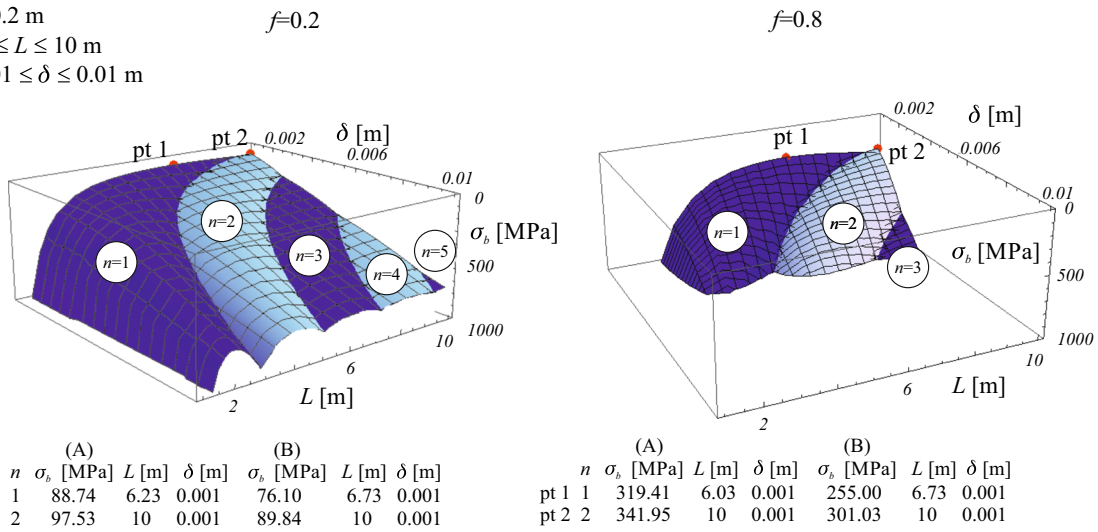 0.2 m
≤ L ≤ 10 m
01 ≤ δ ≤ 0.01 m
f=0.2
pt 1
pt 2
0.002
δ [m]
0.006
0.01
0
σb [MPa]
500
1000
10
6
L [m]
2
n=1
n=2
n=3
n=4
n=5
(A) (B)
n σb [MPa] L [m] δ [m] σb [MPa] L [m] δ [m]
1 88.74 6.23 0.001 76.10 6.73 0.001
2 97.53 10 0.001 89.84 10 0.001
f=0.8
0.002
δ [m]
pt 1
pt 2
0.006
0.01
0
σb [MPa]
500
1000
10
6
L [m]
2
n=1
n=2
n=3
(A) (B)
n σb [MPa] L [m] δ [m] σb [MPa] L [m] δ [m]
pt 1 1 319.41 6.03 0.001 255.00 6.73 0.001
pt 2 2 341.95 10 0.001 301.03 10 0.001